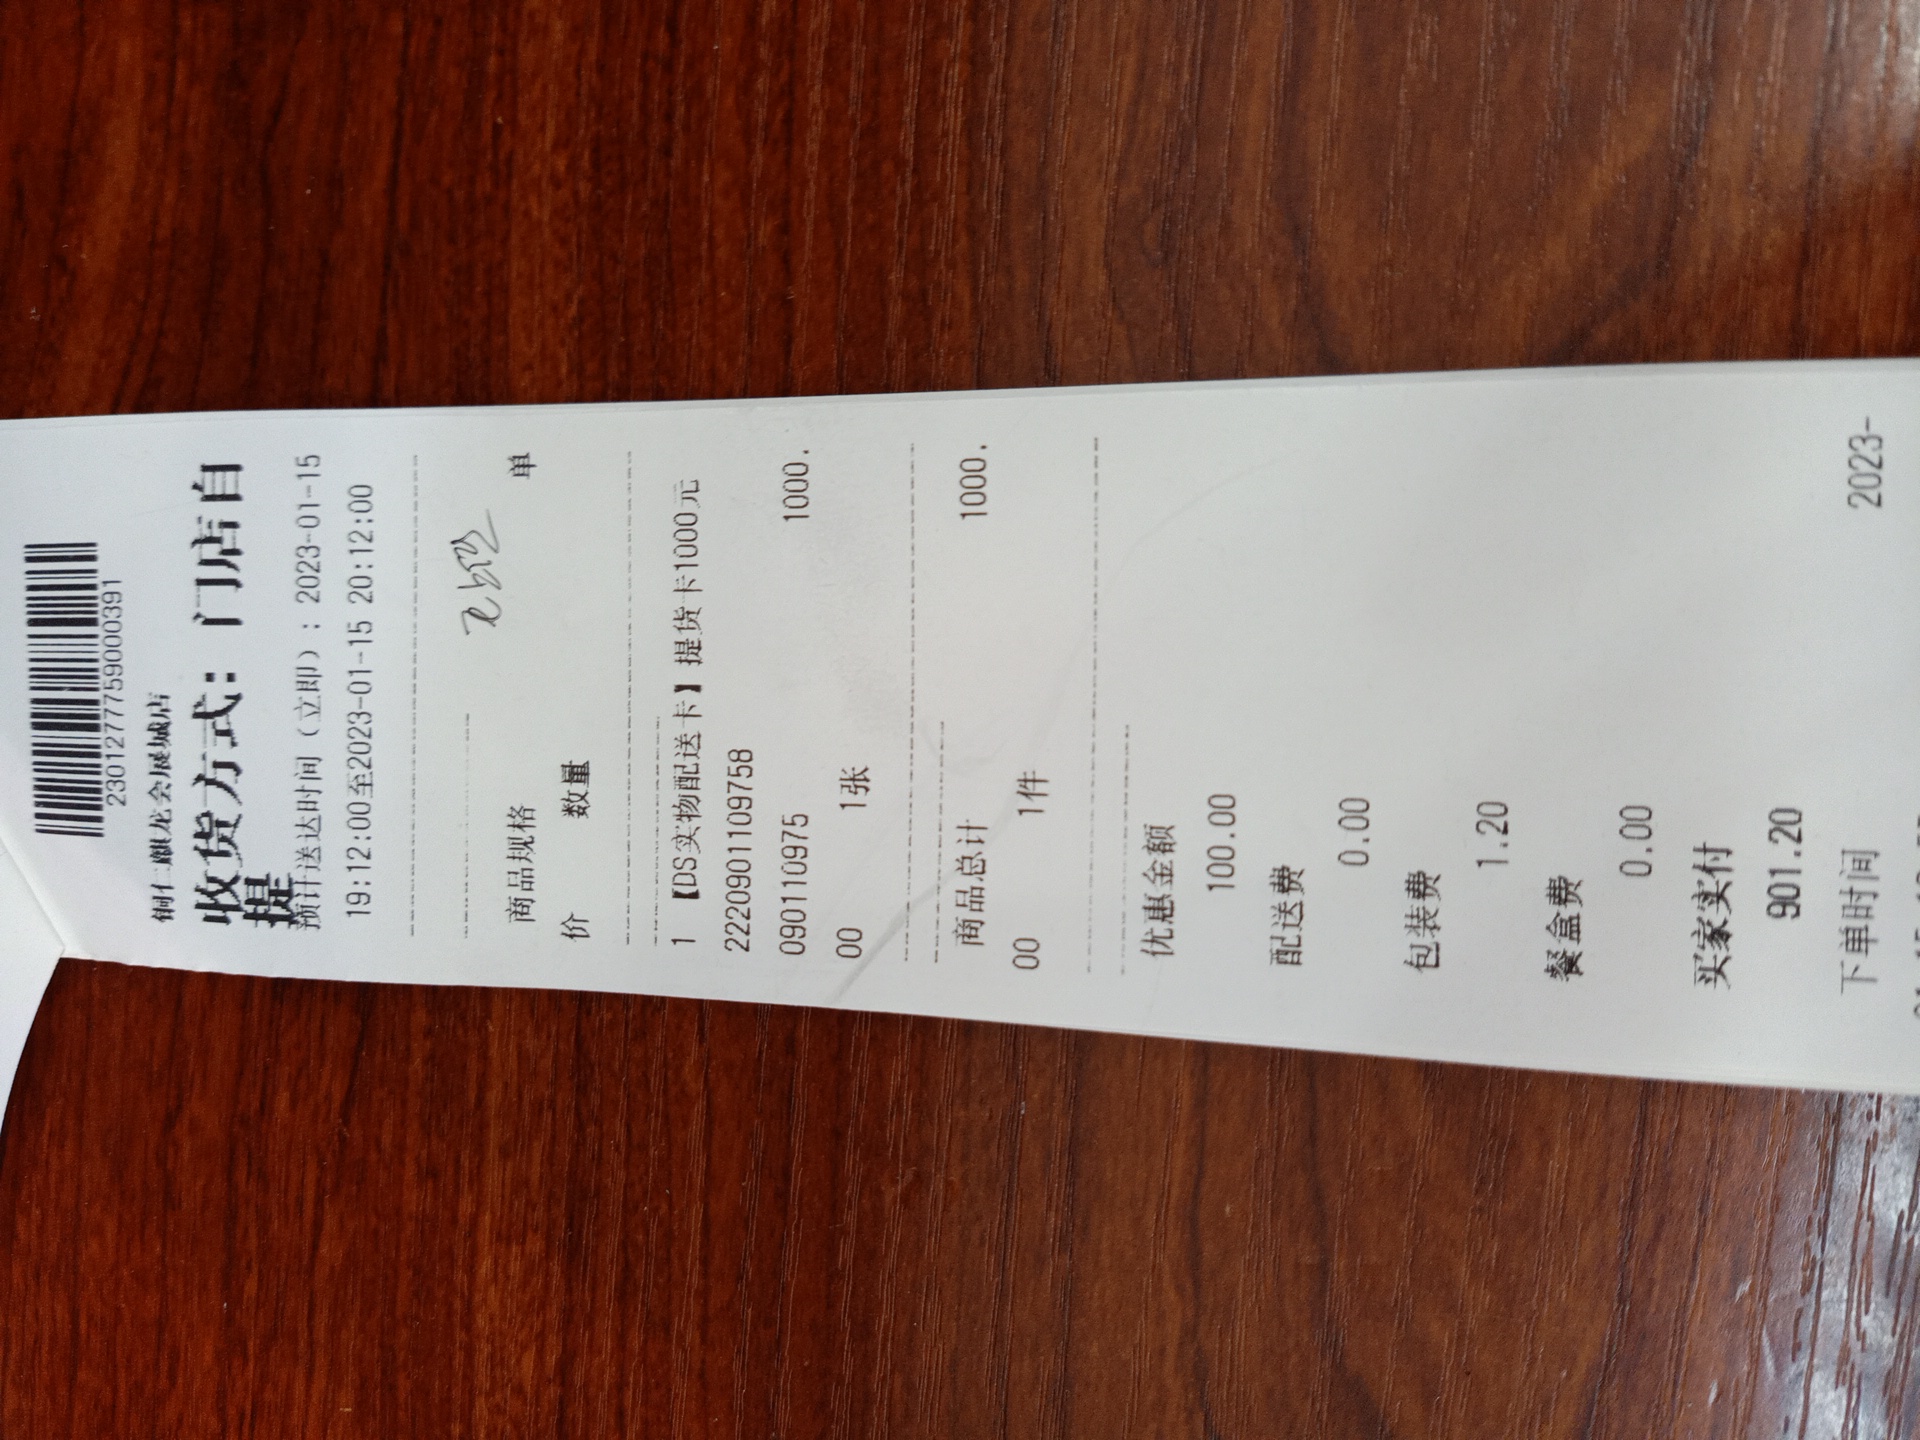 2301277759000391
铜仁麒龙会展城店
收货方式：门店自
提
预计送达时间（立即）：2023-01-15
19:12:00至2023-01-15 20:12:00
商品规格 单
价 数量
1 【DS实物配送卡】提货卡1000元
2220901109758
0901109758
00 1张 1000.
商品总计 1000.
00 1件
优惠金额
100.00
配送费
0.00
包装费
1.20
餐盒费
0.00
买家实付
901.20
下单时间 2023-